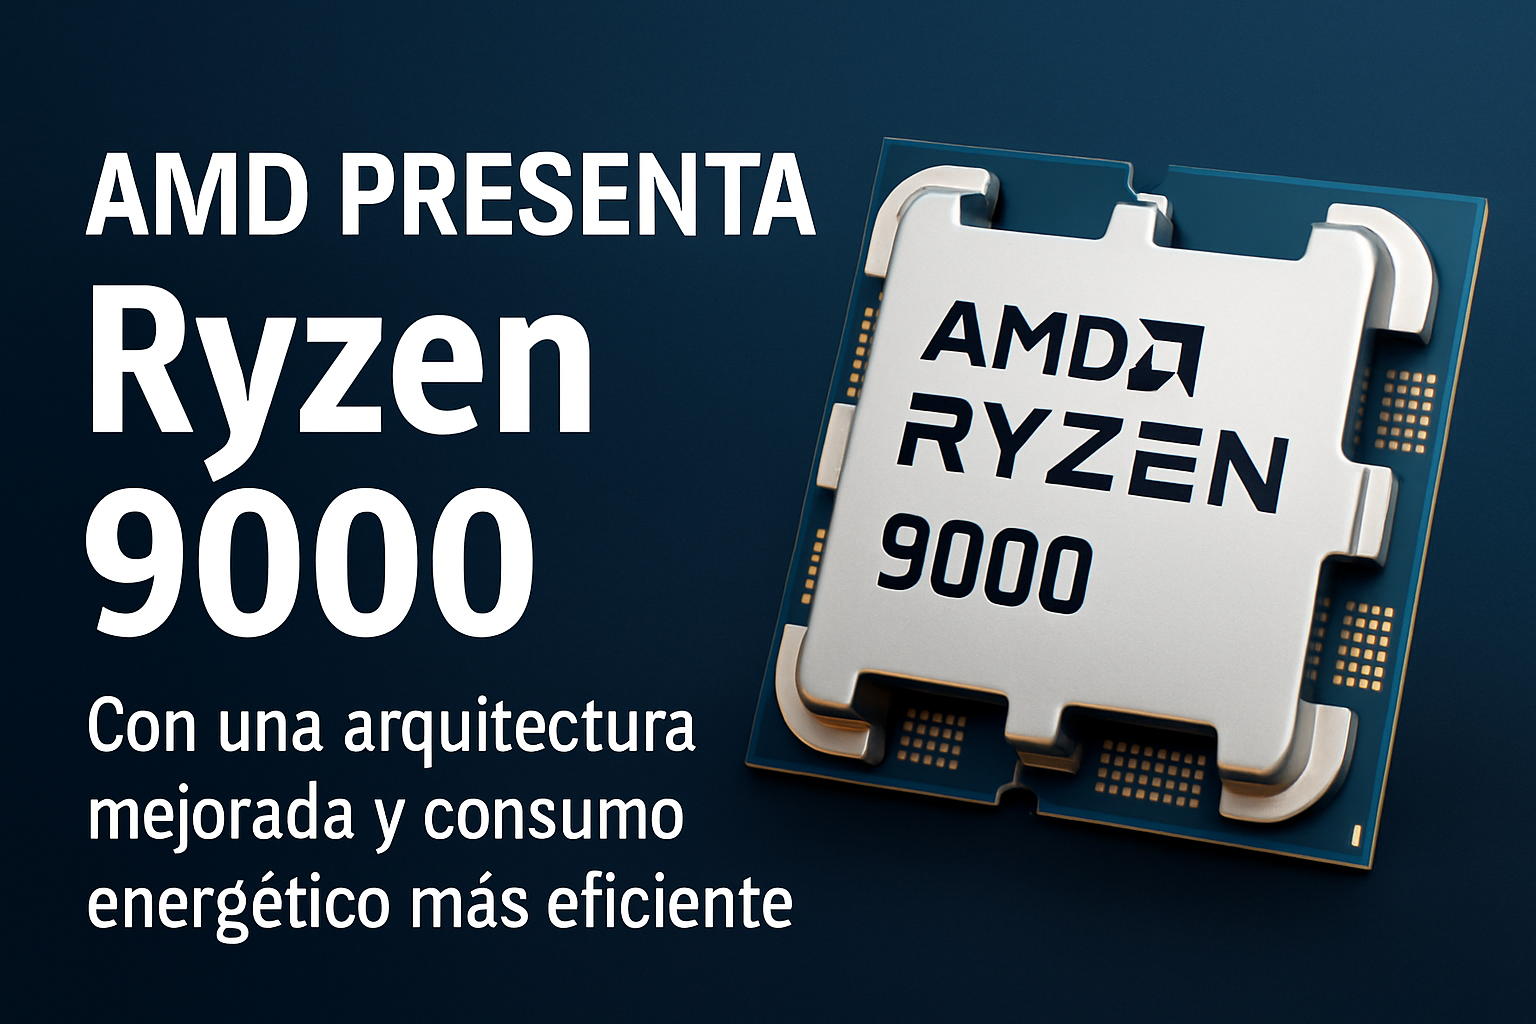 AMD PRESENTA
Ryzen
9000
Con una arquitectura
mejorada y consumo
energético más eficiente
AMD
RYZEN
9000